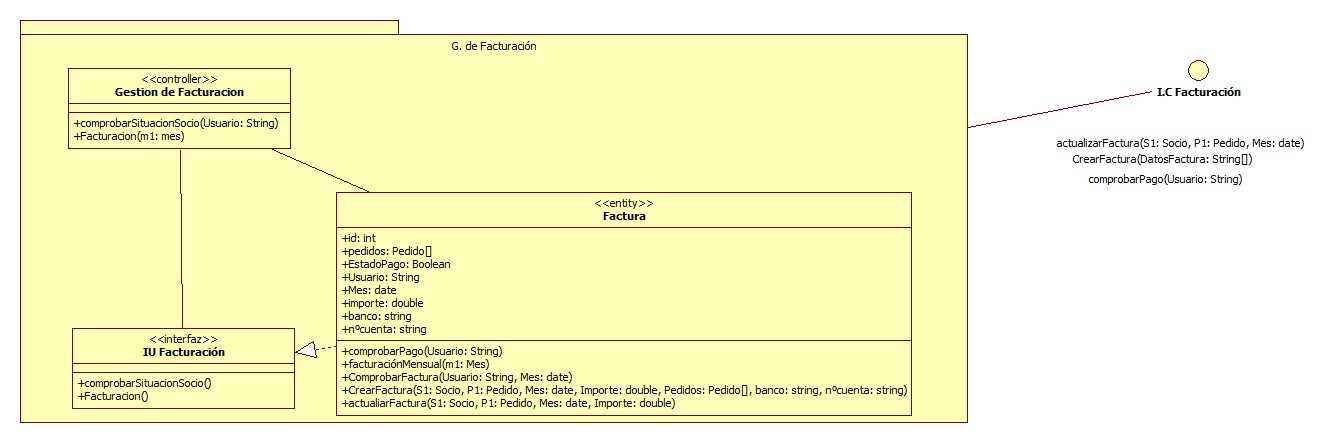 G. de Facturación
<<controller>>
Gestion de Facturacion
+comprobarSituacionSocio(Usuario: String)
+Facturacion(m1: mes)
I.C Facturación
actualizarFactura(S1: Socio, P1: Pedido, Mes: date)
CrearFactura(DatosFactura: String[])
comprobarPago(Usuario: String)
<<entity>>
Factura
+id: int
+pedidos: Pedido[]
+EstadoPago: Boolean
+Usuario: String
+Mes: date
+importe: double
+banco: string
+nºcuenta: string
+comprobarPago(Usuario: String)
+facturaciónMensual(m1: Mes)
+ComprobarFactura(Usuario: String, Mes: date)
+CrearFactura(S1: Socio, P1: Pedido, Mes: date, Importe: double, Pedidos: Pedido[], banco: string, nºcuenta: string)
+actualiarFactura(S1: Socio, P1: Pedido, Mes: date, Importe: double)
<<interfaz>>
IU Facturación
+comprobarSituacionSocio()
+Facturacion()